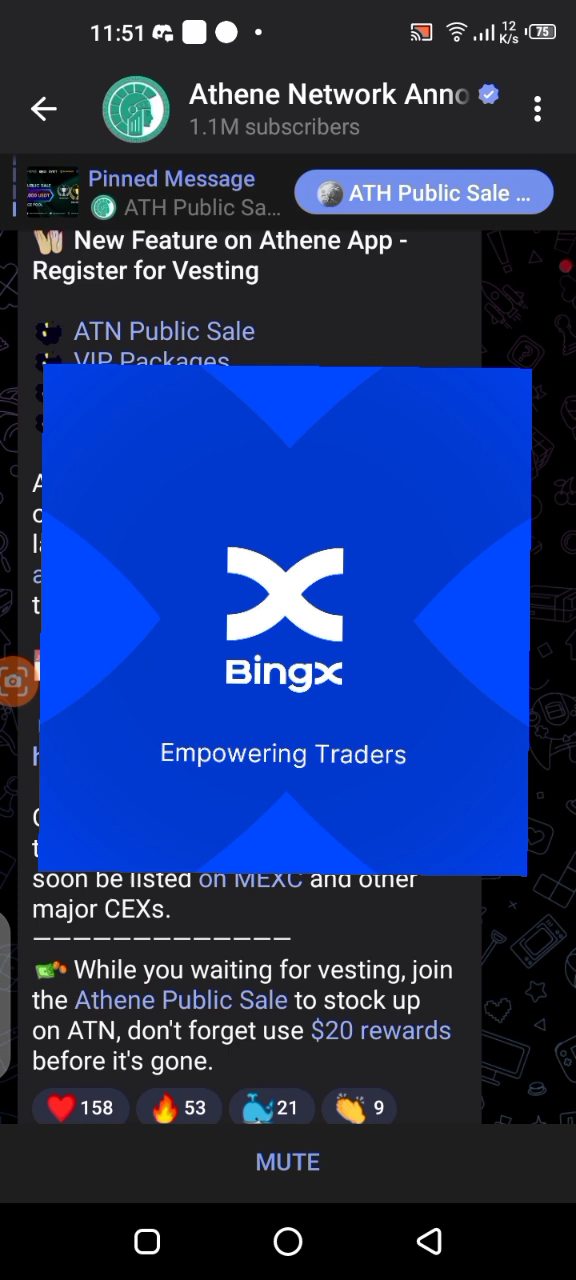 11:51
12
K/s
75
Athene Network Anno
1.1M subscribers
Pinned Message
ATH Public Sa...
ATH Public Sale ...
New Feature on Athene App -
Register for Vesting
ATN Public Sale
VIP Packages
BingX
Empowering Traders
soon be listed on MEXC and other
major CEXs.
—————————————
While you waiting for vesting, join
the Athene Public Sale to stock up
on ATN, don't forget use $20 rewards
before it's gone.
158
53
21
9
MUTE